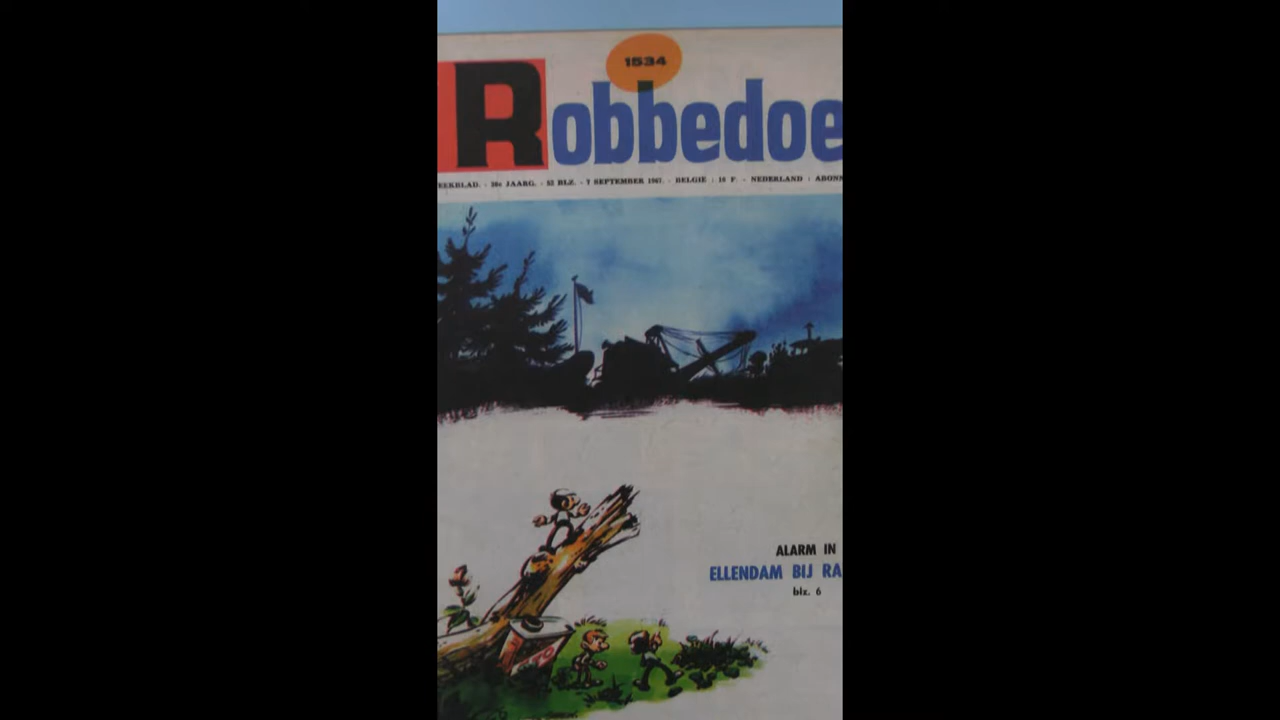 1534
Robbedoe
EEKBLAD. - 30e JAARG. - 52 BLZ. - 7 SEPTEMBER 1967. - BELGIE : 10 F. - NEDERLAND : ABONN
ALARM IN
ELLENDAM BIJ RA
blz. 6